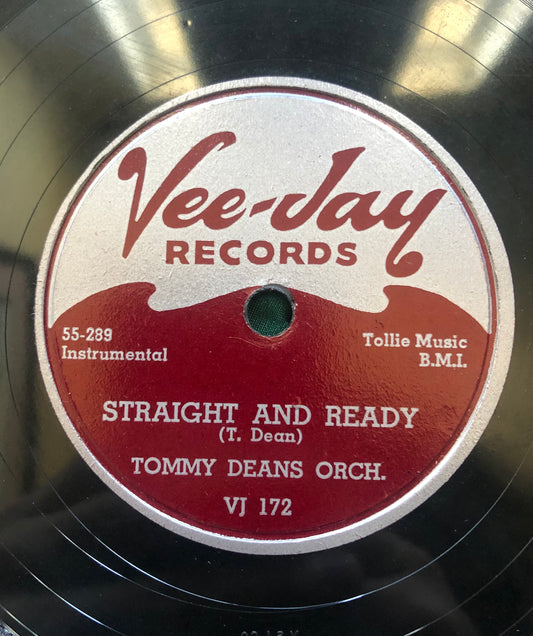 Vee-Jay
RECORDS
55-289
Instrumental
Tollie Music
B.M.I.
STRAIGHT AND READY
(T. Dean)
TOMMY DEANS ORCH.
VJ 172